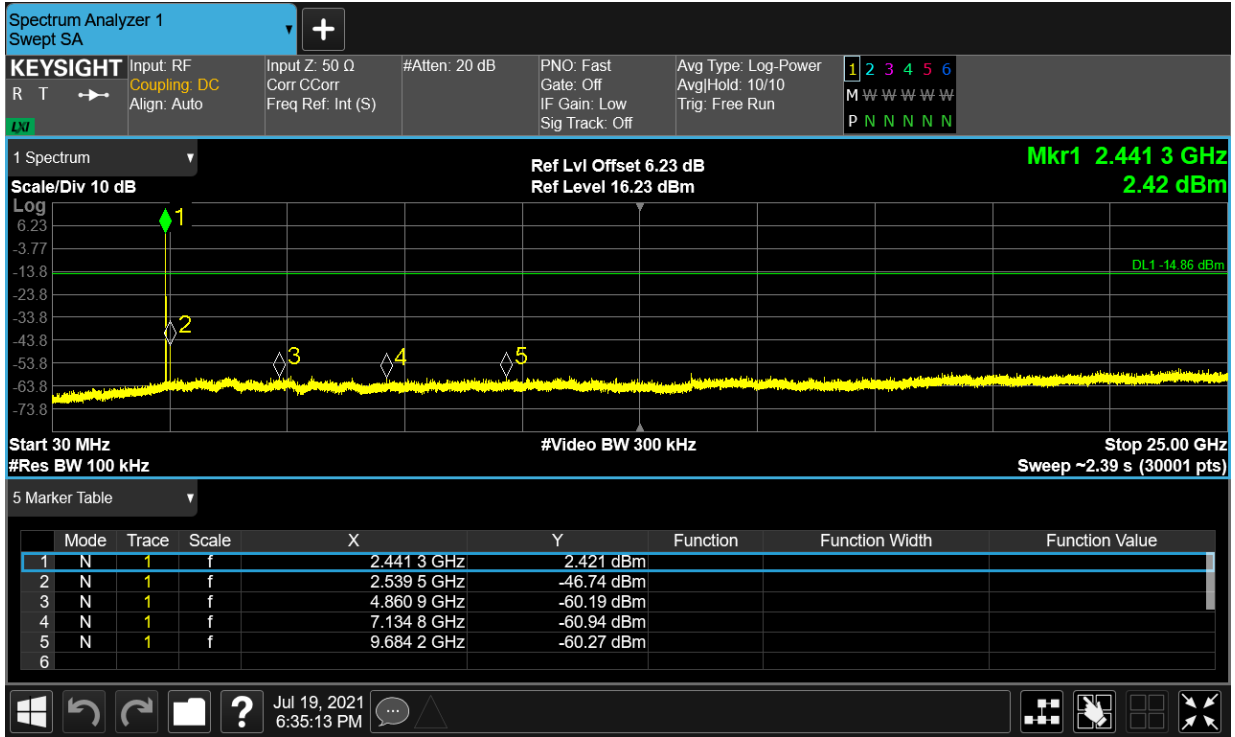 Spectrum Analyzer 1
Swept SA
KEYSIGHT
R T
LXI
Input: RF
Coupling: DC
Align: Auto
Input Z: 50 Ω
Corr CCorr
Freq Ref: Int (S)
#Atten: 20 dB
PNO: Fast
Gate: Off
IF Gain: Low
Sig Track: Off
Avg Type: Log-Power
Avg|Hold: 10/10
Trig: Free Run
1 2 3 4 5 6
M W W W W W
P N N N N N
1 Spectrum
Scale/Div 10 dB
Ref Lvl Offset 6.23 dB
Ref Level 16.23 dBm
Mkr1 2.441 3 GHz
2.42 dBm
Log
6.23
-3.77
-13.8
-23.8
-33.8
-43.8
-53.8
-63.8
-73.8
1
2
3
4
5
DL1 -14.86 dBm
Start 30 MHz
#Res BW 100 kHz
#Video BW 300 kHz
Stop 25.00 GHz
Sweep ~2.39 s (30001 pts)
5 Marker Table
Mode Trace Scale X Y Function Function Width Function Value
1 N 1 f 2.441 3 GHz 2.421 dBm
2 N 1 f 2.539 5 GHz -46.74 dBm
3 N 1 f 4.860 9 GHz -60.19 dBm
4 N 1 f 7.134 8 GHz -60.94 dBm
5 N 1 f 9.684 2 GHz -60.27 dBm
6
?
Jul 19, 2021
6:35:13 PM